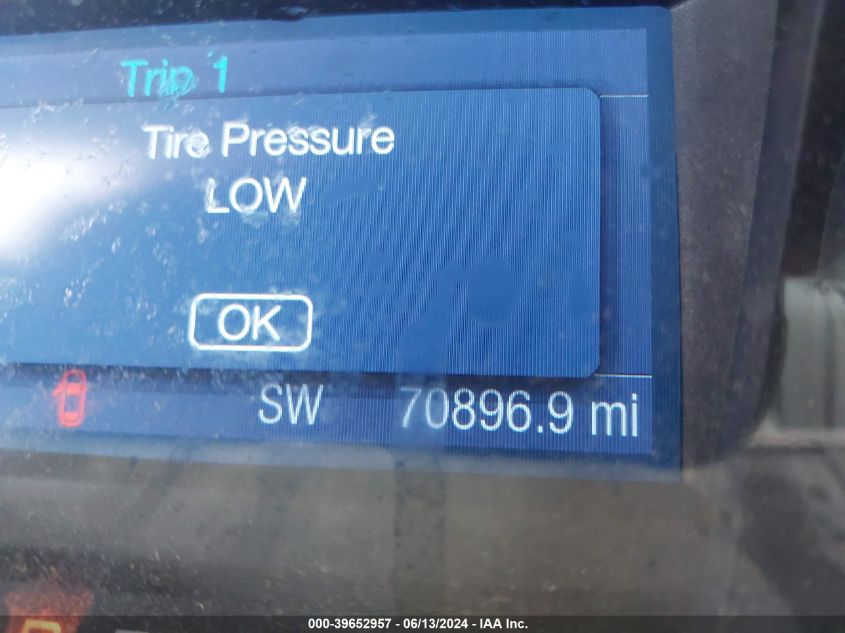 Trip 1
Tire Pressure
LOW
OK
SW 70896.9 mi
000-39652957 - 06/13/2024 - IAA Inc.